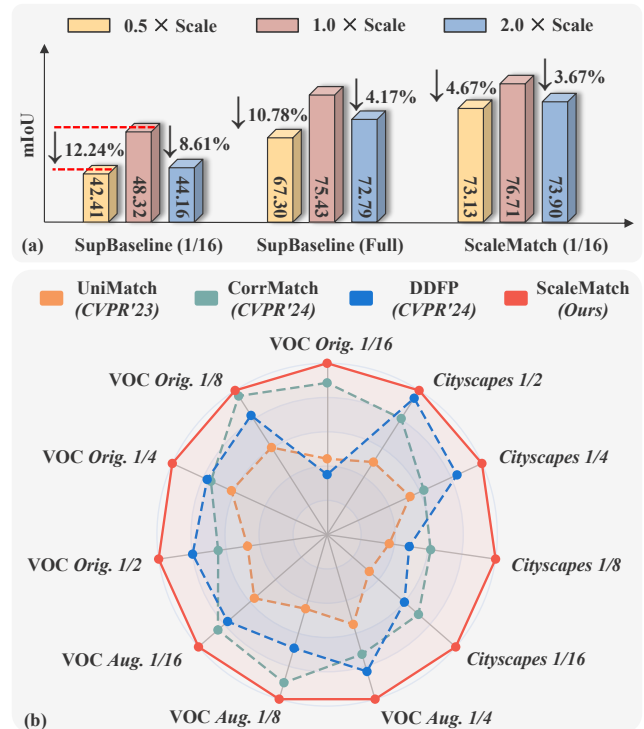 0.5 × Scale 1.0 × Scale 2.0 × Scale
mIoU
12.24% 8.61% 10.78% 4.17% 4.67% 3.67%
42.41 48.32 44.16 67.30 75.43 72.79 73.13 76.71 73.90
(a) SupBaseline (1/16) SupBaseline (Full) ScaleMatch (1/16)
UniMatch CorrMatch DDFP ScaleMatch
(CVPR'23) (CVPR'24) (CVPR'24) (Ours)
VOC Orig. 1/16
VOC Orig. 1/8 Cityscapes 1/2
VOC Orig. 1/4 Cityscapes 1/4
VOC Orig. 1/2 Cityscapes 1/8
VOC Aug. 1/16 Cityscapes 1/16
VOC Aug. 1/8 VOC Aug. 1/4
(b)